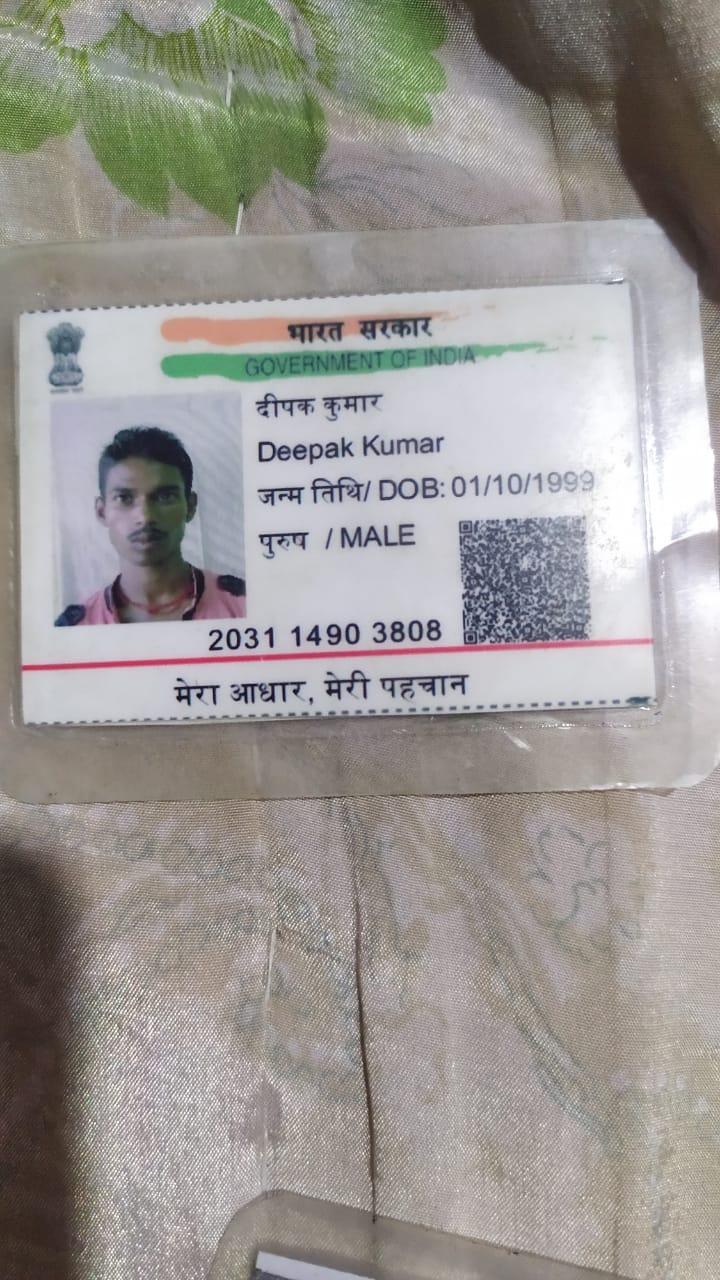 भारत सरकार
GOVERNMENT OF INDIA
दीपक कुमार
Deepak Kumar
जन्म तिथि/ DOB: 01/10/1999
पुरुष / MALE
2031 1490 3808
मेरा आधार, मेरी पहचान